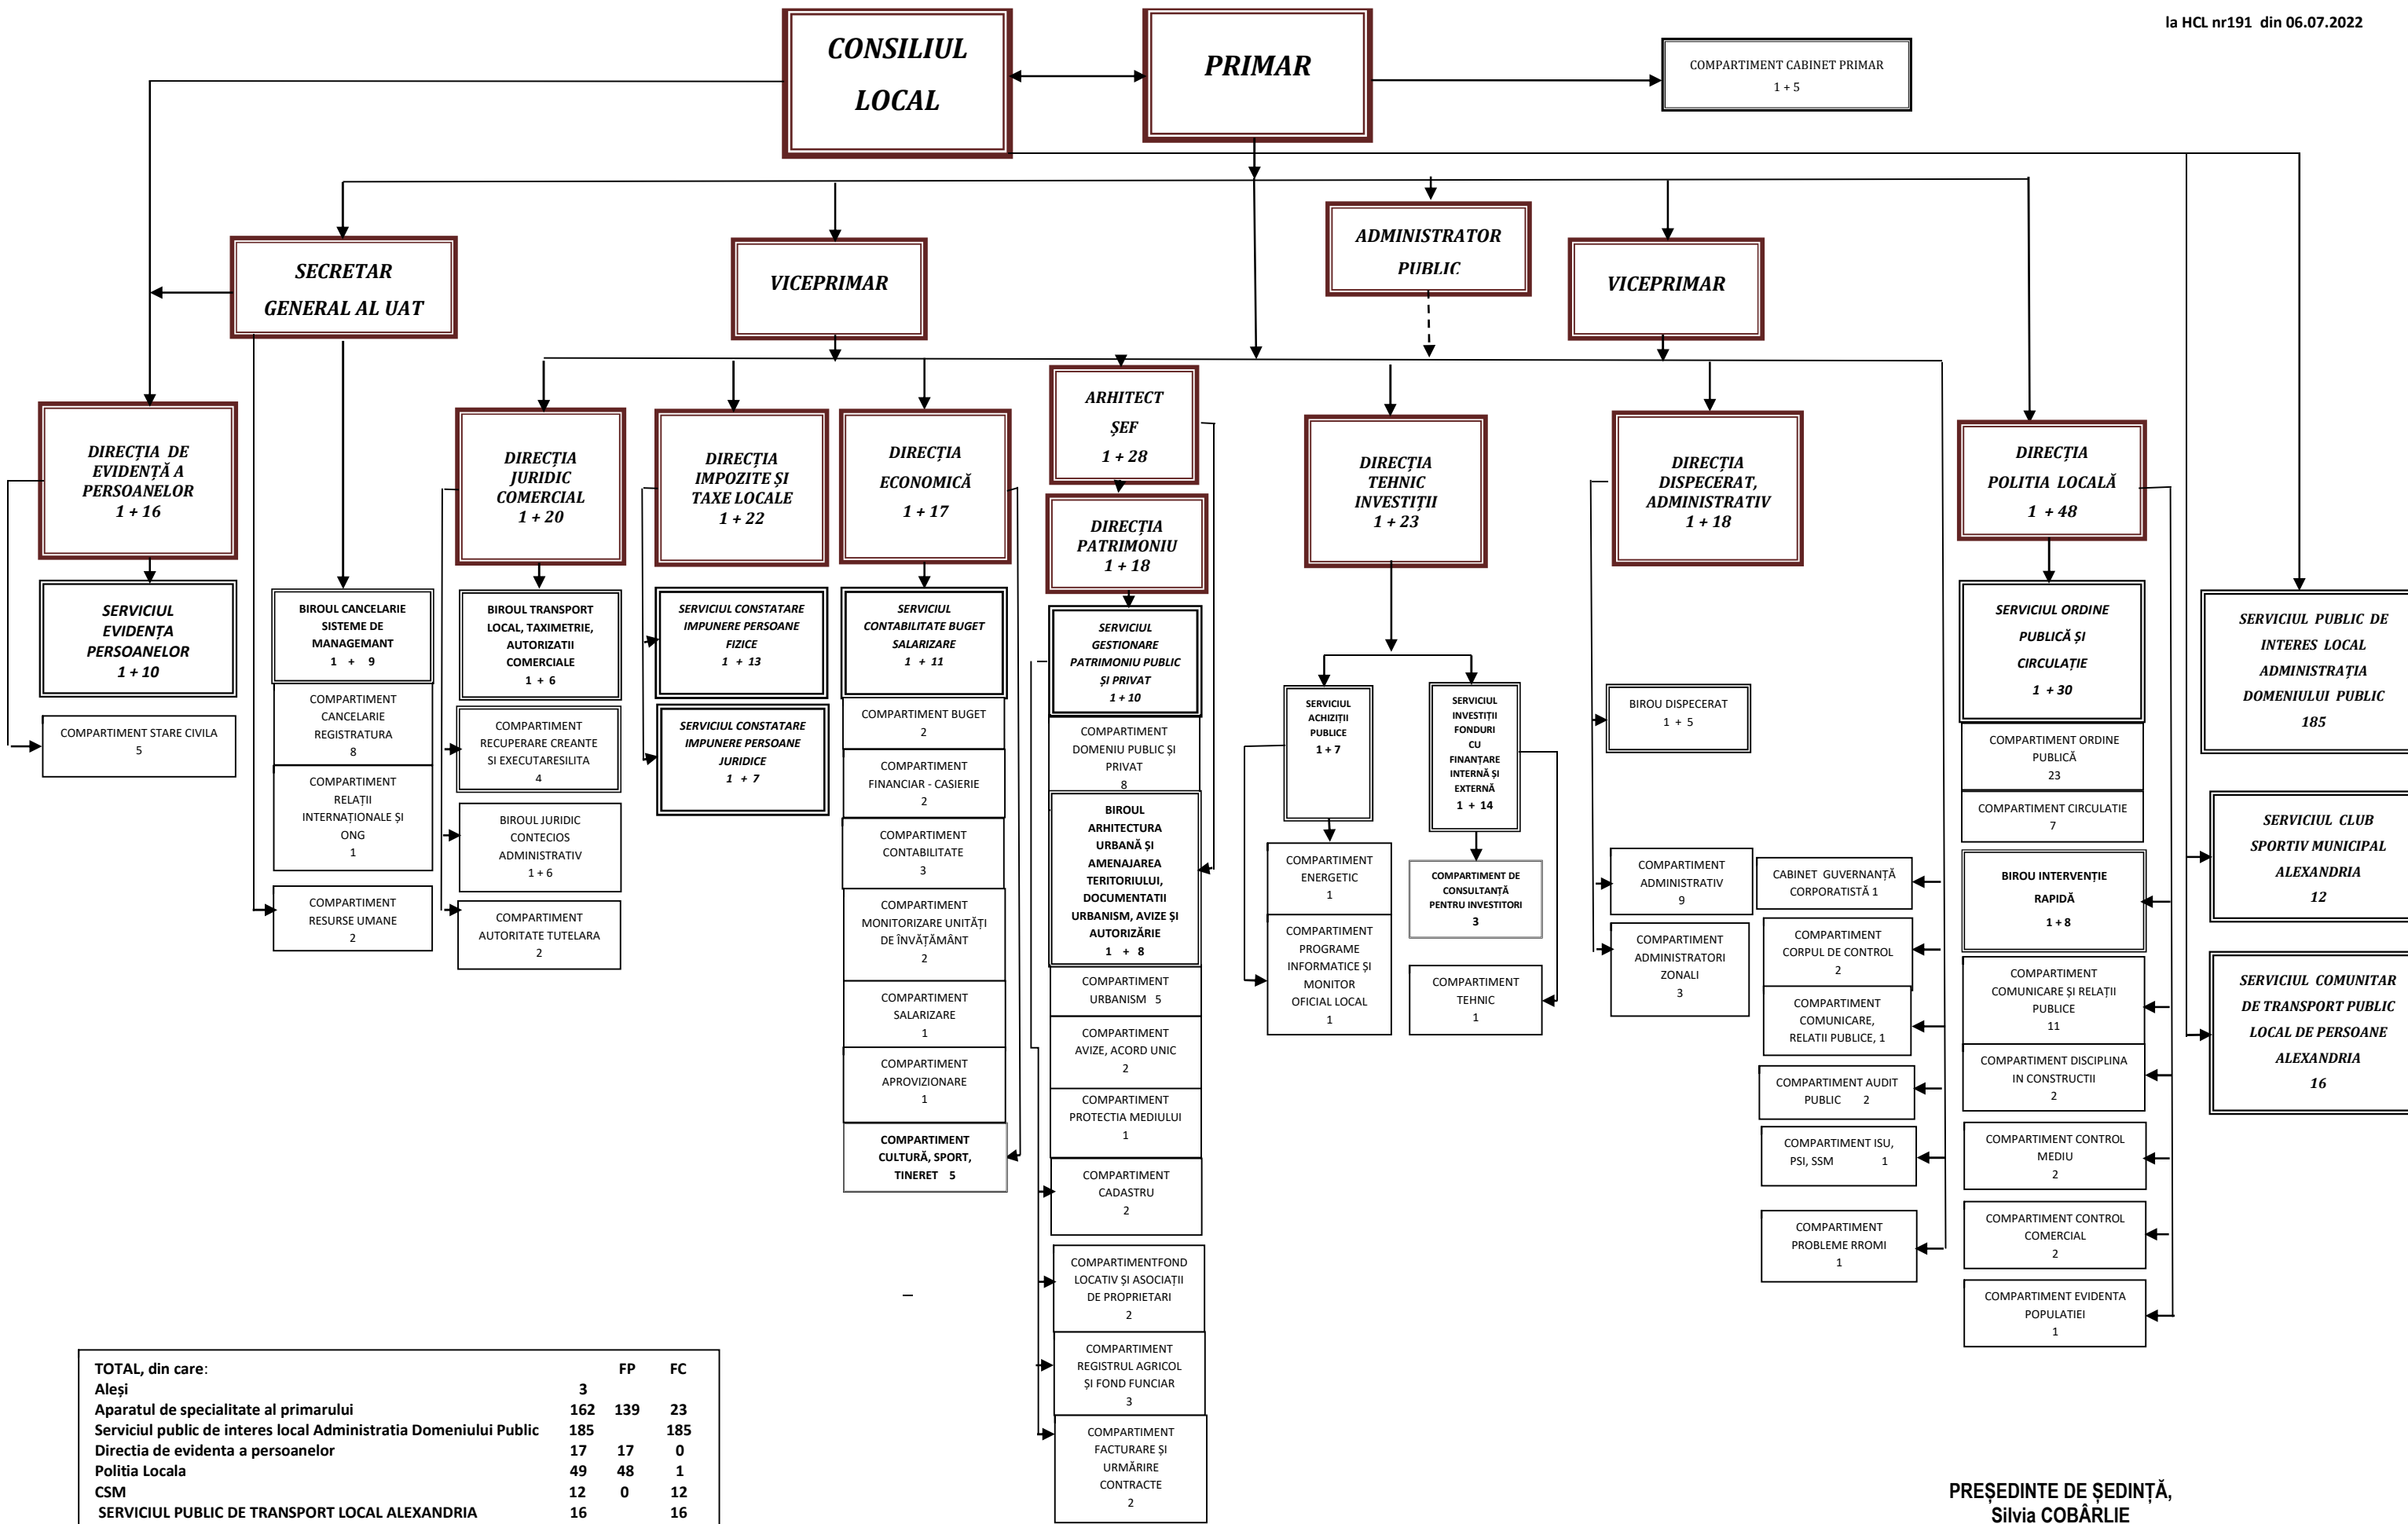 la HCL nr191 din 06.07.2022
CONSILIUL
LOCAL
PRIMAR
COMPARTIMENT CABINET PRIMAR
1 + 5
SECRETAR
GENERAL AL UAT
VICEPRIMAR
ADMINISTRATOR
PUBLIC
VICEPRIMAR
DIRECȚIA DE
EVIDENȚĂ A
PERSOANELOR
1 + 16
DIRECȚIA
JURIDIC
COMERCIAL
1 + 20
DIRECȚIA
IMPOZITE ȘI
TAXE LOCALE
1 + 22
DIRECȚIA
ECONOMICĂ
1 + 17
ARHITECT
ȘEF
1 + 28
DIRECȚIA
PATRIMONIU
1 + 18
DIRECȚIA
TEHNIC
INVESTIȚII
1 + 23
DIRECȚIA
DISPECERAT,
ADMINISTRATIV
1 + 18
DIRECȚIA
POLITIA LOCALĂ
1 + 48
SERVICIUL
EVIDENȚA
PERSOANELOR
1 + 10
COMPARTIMENT STARE CIVILA
5
BIROUL CANCELARIE
SISTEME DE
MANAGEMANT
1 + 9
COMPARTIMENT
CANCELARIE
REGISTRATURA
8
COMPARTIMENT
RELAȚII
INTERNAȚIONALE ȘI
ONG
1
COMPARTIMENT
RESURSE UMANE
2
BIROUL TRANSPORT
LOCAL, TAXIMETRIE,
AUTORIZATII
COMERCIALE
1 + 6
COMPARTIMENT
RECUPERARE CREANTE
SI EXECUTARESILITA
4
BIROUL JURIDIC
CONTECIOS
ADMINISTRATIV
1 + 6
COMPARTIMENT
AUTORITATE TUTELARA
2
SERVICIUL CONSTATARE
IMPUNERE PERSOANE
FIZICE
1 + 13
SERVICIUL CONSTATARE
IMPUNERE PERSOANE
JURIDICE
1 + 7
SERVICIUL
CONTABILITATE BUGET
SALARIZARE
1 + 11
COMPARTIMENT BUGET
2
COMPARTIMENT
FINANCIAR - CASIERIE
2
COMPARTIMENT
CONTABILITATE
3
COMPARTIMENT
MONITORIZARE UNITĂȚI
DE ÎNVĂȚĂMÂNT
2
COMPARTIMENT
SALARIZARE
1
COMPARTIMENT
APROVIZIONARE
1
COMPARTIMENT
CULTURĂ, SPORT,
TINERET 5
SERVICIUL
GESTIONARE
PATRIMONIU PUBLIC
ȘI PRIVAT
1 + 10
COMPARTIMENT
DOMENIU PUBLIC ȘI
PRIVAT
8
BIROUL
ARHITECTURA
URBANĂ ȘI
AMENAJAREA
TERITORIULUI,
DOCUMENTATII
URBANISM, AVIZE ȘI
AUTORIZĂRIE
1 + 8
COMPARTIMENT
URBANISM 5
COMPARTIMENT
AVIZE, ACORD UNIC
2
COMPARTIMENT
PROTECTIA MEDIULUI
1
COMPARTIMENT
CADASTRU
2
COMPARTIMENTFOND
LOCATIV ȘI ASOCIAȚII
DE PROPRIETARI
2
COMPARTIMENT
REGISTRUL AGRICOL
ȘI FOND FUNCIAR
3
COMPARTIMENT
FACTURARE ȘI
URMĂRIRE
CONTRACTE
2
SERVICIUL
ACHIZIȚII
PUBLICE
1 + 7
COMPARTIMENT
ENERGETIC
1
COMPARTIMENT
PROGRAME
INFORMATICE ȘI
MONITOR
OFICIAL LOCAL
1
SERVICIUL
INVESTIȚII
FONDURI
CU
FINANȚARE
INTERNĂ ȘI
EXTERNĂ
1 + 14
COMPARTIMENT DE
CONSULTANȚĂ
PENTRU INVESTITORI
3
COMPARTIMENT
TEHNIC
1
BIROU DISPECERAT
1 + 5
COMPARTIMENT
ADMINISTRATIV
9
COMPARTIMENT
ADMINISTRATORI
ZONALI
3
CABINET GUVERNANȚĂ
CORPORATISTĂ 1
COMPARTIMENT
CORPUL DE CONTROL
2
COMPARTIMENT
COMUNICARE,
RELATII PUBLICE, 1
COMPARTIMENT AUDIT
PUBLIC 2
COMPARTIMENT ISU,
PSI, SSM 1
COMPARTIMENT
PROBLEME RROMI
1
SERVICIUL ORDINE
PUBLICĂ ȘI
CIRCULAȚIE
1 + 30
COMPARTIMENT ORDINE
PUBLICĂ
23
COMPARTIMENT CIRCULATIE
7
BIROU INTERVENȚIE
RAPIDĂ
1 + 8
COMPARTIMENT
COMUNICARE ȘI RELAȚII
PUBLICE
11
COMPARTIMENT DISCIPLINA
IN CONSTRUCTII
2
COMPARTIMENT CONTROL
MEDIU
2
COMPARTIMENT CONTROL
COMERCIAL
2
COMPARTIMENT EVIDENTA
POPULATIEI
1
SERVICIUL PUBLIC DE
INTERES LOCAL
ADMINISTRAȚIA
DOMENIULUI PUBLIC
185
SERVICIUL CLUB
SPORTIV MUNICIPAL
ALEXANDRIA
12
SERVICIUL COMUNITAR
DE TRANSPORT PUBLIC
LOCAL DE PERSOANE
ALEXANDRIA
16
TOTAL, din care: FP FC
Aleși 3
Aparatul de specialitate al primarului 162 139 23
Serviciul public de interes local Administratia Domeniului Public 185 185
Directia de evidenta a persoanelor 17 17 0
Politia Locala 49 48 1
CSM 12 0 12
SERVICIUL PUBLIC DE TRANSPORT LOCAL ALEXANDRIA 16 16
PREȘEDINTE DE ȘEDINȚĂ,
Silvia COBÂRLIE